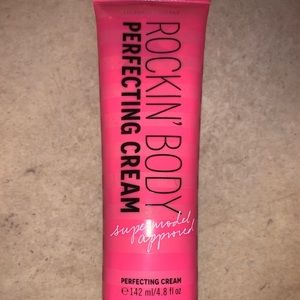 ROCKIN' BODY
PERFECTING CREAM
supermodel
approved
PERFECTING CREAM
℮142 ml/4.8 fl oz